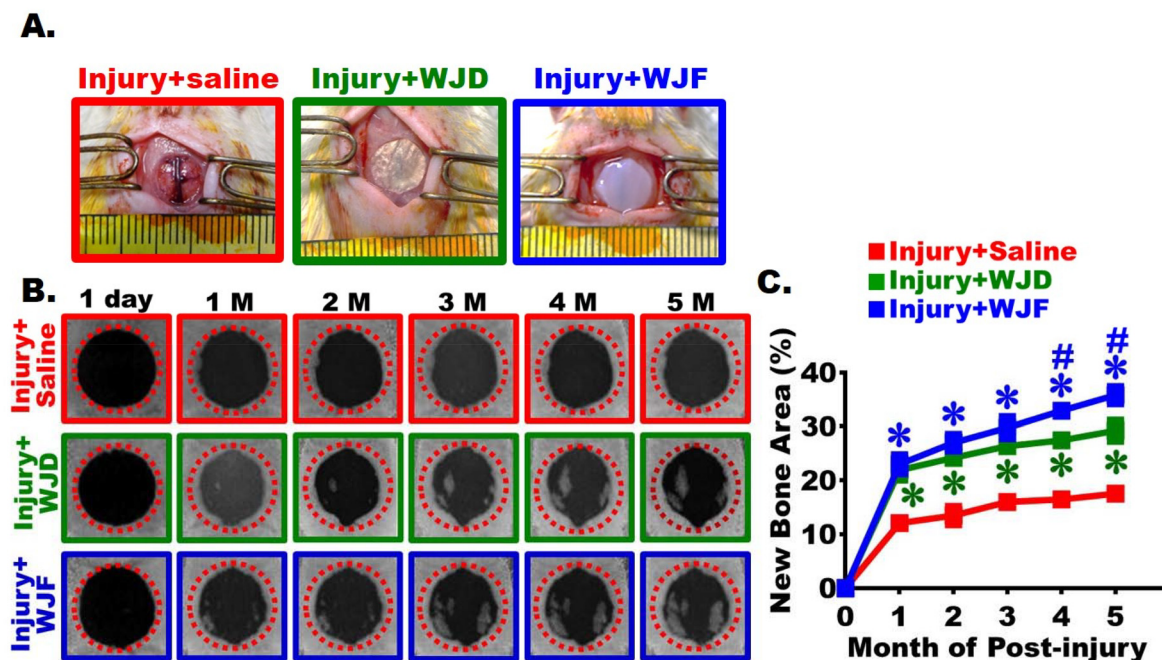 A.
Injury+saline
Injury+WJD
Injury+WJF
B.
1 day
1 M
2 M
3 M
4 M
5 M
Injury+
Saline
Injury+
WJD
Injury+
WJF
C.
Injury+Saline
Injury+WJD
Injury+WJF
New Bone Area (%)
40
30
20
10
0
# #
* * * * *
* * * * *
0 1 2 3 4 5
Month of Post-injury